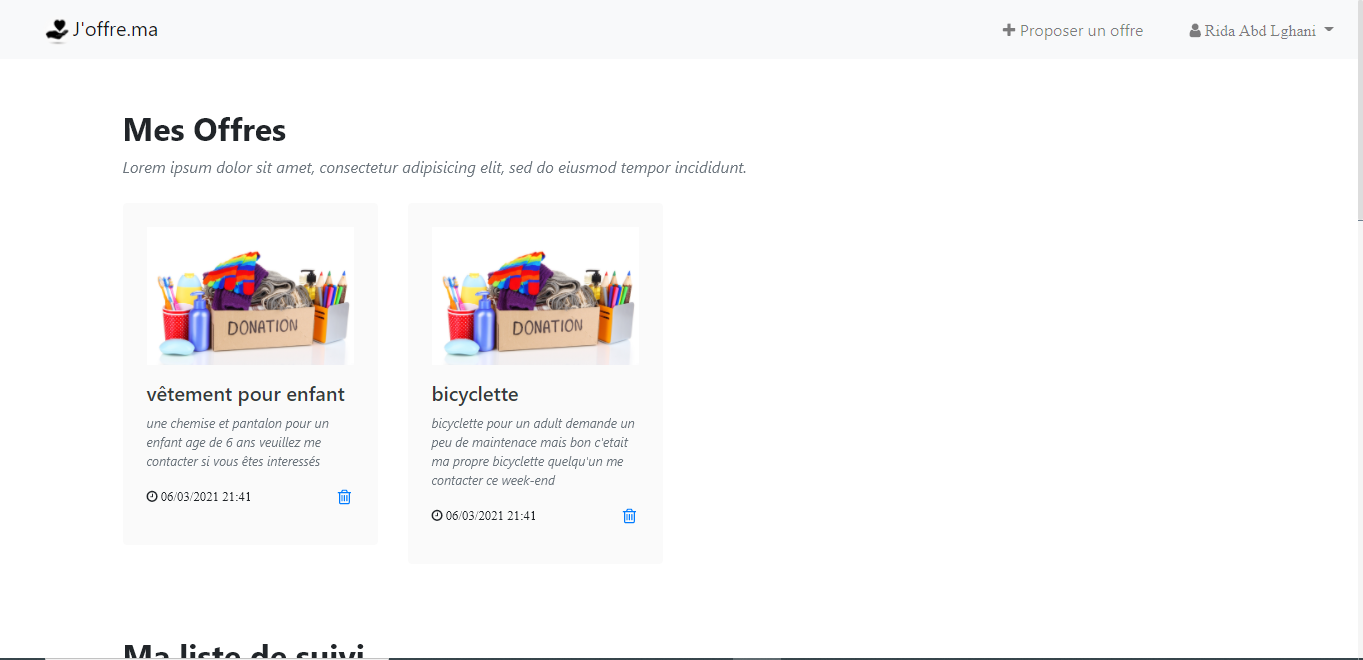 J'offre.ma
Proposer un offre
Rida Abd Lghani
Mes Offres
Lorem ipsum dolor sit amet, consectetur adipisicing elit, sed do eiusmod tempor incididunt.
DONATION
vêtement pour enfant
une chemise et pantalon pour un
enfant age de 6 ans veuillez me
contacter si vous êtes interessés
06/03/2021 21:41
DONATION
bicyclette
bicyclette pour un adult demande un
peu de maintenace mais bon c'etait
ma propre bicyclette quelqu'un me
contacter ce week-end
06/03/2021 21:41
Ma liste de suivi